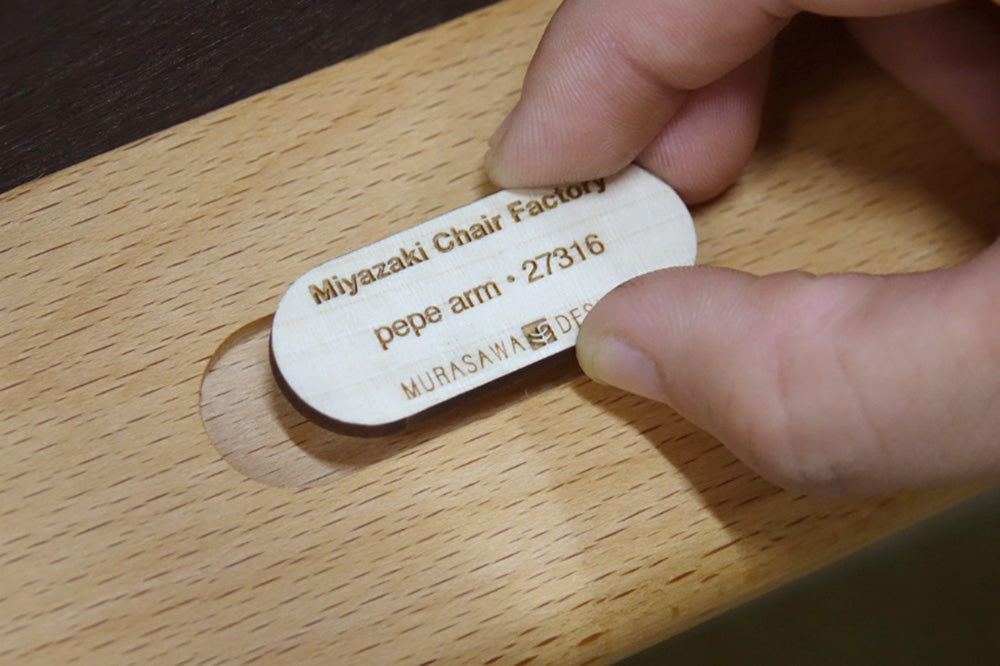 Miyazaki Chair Factory
pepe arm • 27316
MURASAWA